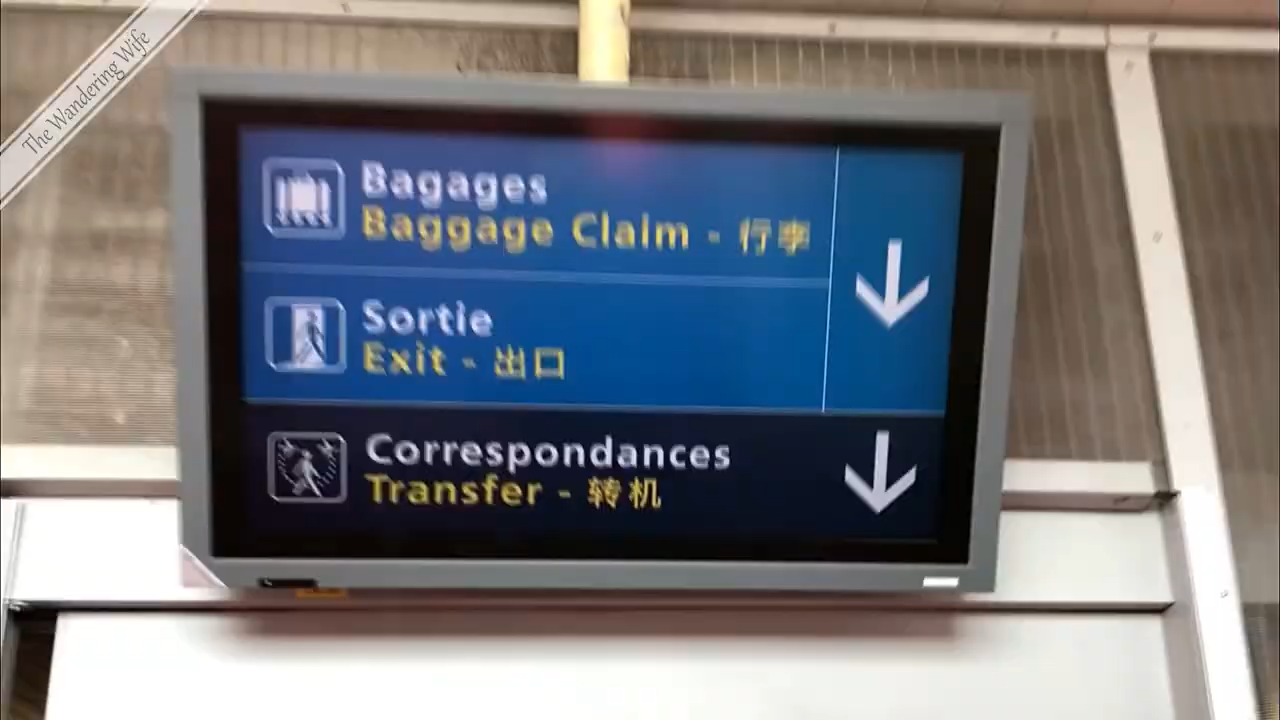 The Wandering Wife
Bagages
Baggage Claim - 行李
Sortie
Exit - 出口
Correspondances
Transfer - 转机